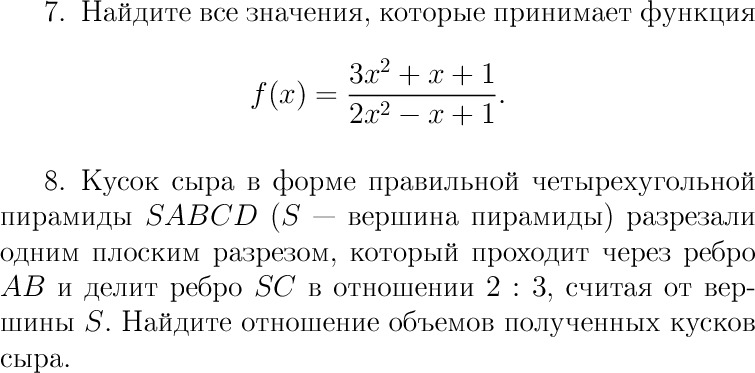 7. Найдите все значения, которые принимает функция
f(x) = \frac{3x^2 + x + 1}{2x^2 − x + 1}.
8. Кусок сыра в форме правильной четырехугольной
пирамиды SABCD (S — вершина пирамиды) разрезали
одним плоским разрезом, который проходит через ребро
AB и делит ребро SC в отношении 2 : 3, считая от вер-
шины S. Найдите отношение объемов полученных кусков
сыра.